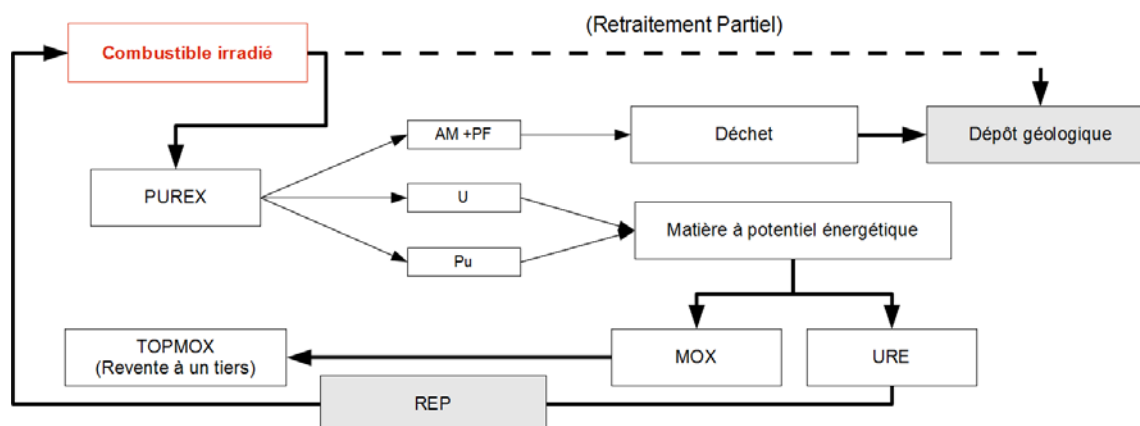 (Retraitement Partiel)
Combustible irradié
AM +PF
Déchet
Dépôt géologique
PUREX
U
Matière à potentiel énergétique
Pu
TOPMOX
(Revente à un tiers)
MOX
URE
REP